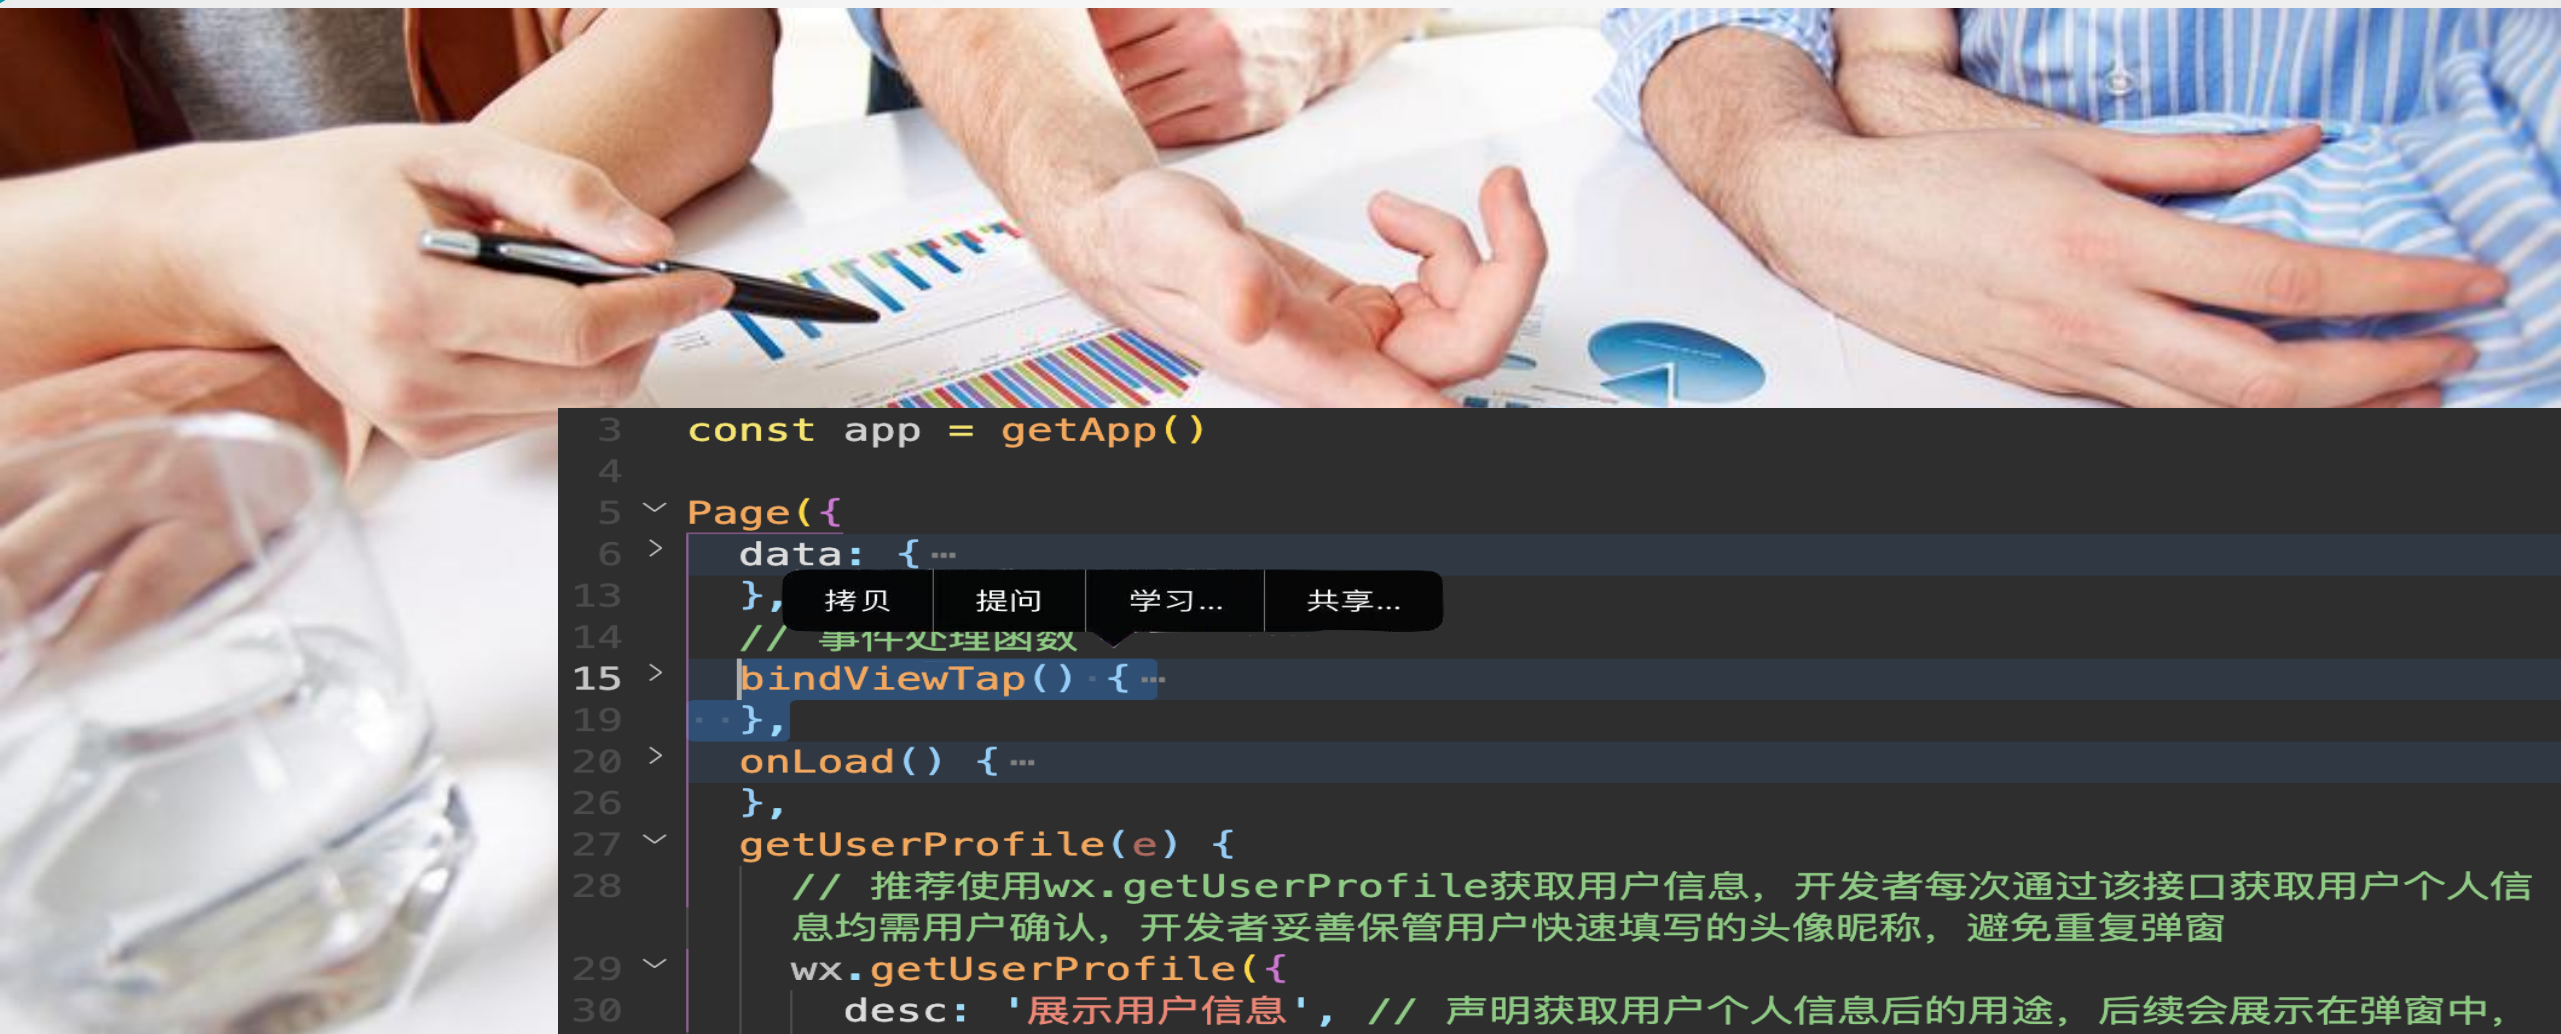 3 const app = getApp()
4
5 Page({
6 data: {…
13 },
拷贝 提问 学习... 共享...
14 // 事件处理函数
15 bindViewTap() {…
19 },
20 onLoad() {…
26 },
27 getUserProfile(e) {
28 // 推荐使用wx.getUserProfile获取用户信息，开发者每次通过该接口获取用户个人信
息均需用户确认，开发者妥善保管用户快速填写的头像昵称，避免重复弹窗
29 wx.getUserProfile({
30 desc: '展示用户信息', // 声明获取用户个人信息后的用途，后续会展示在弹窗中，